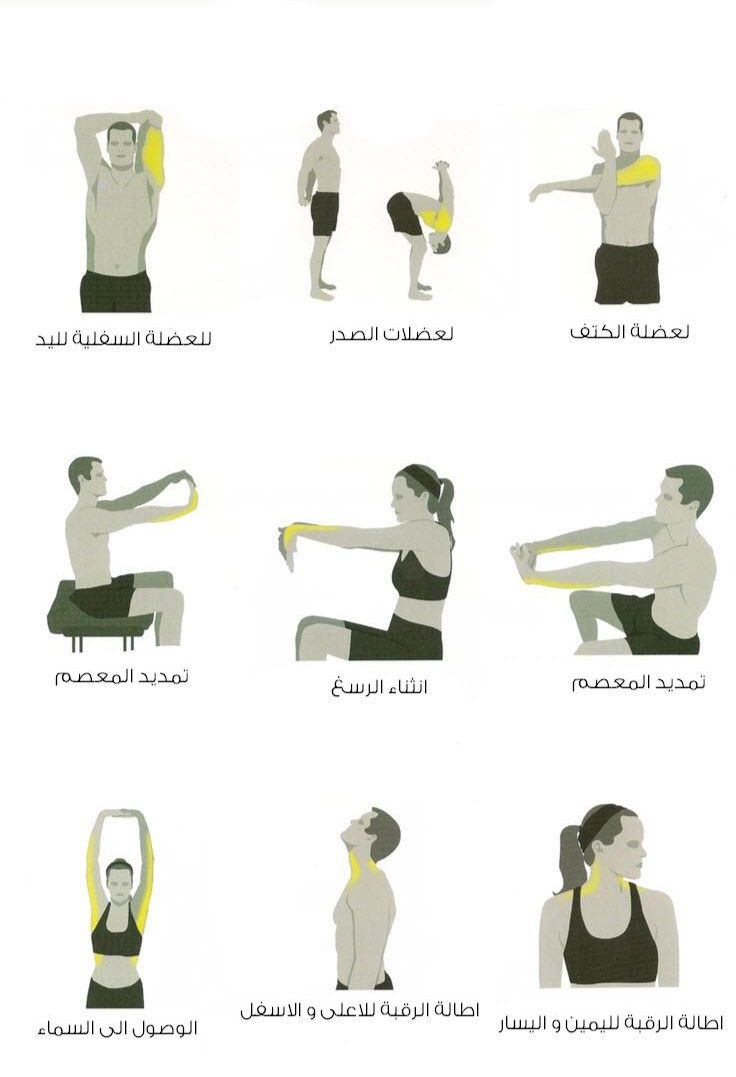 لعضلة الكتف
لعضلات الصدر
للعضلة السفلية لليد
تمديد المعصم
انثناء الرسغ
تمديد المعصم
اطالة الرقبة لليمين و اليسار
اطالة الرقبة للاعلى و الاسفل
الوصول الى السماء